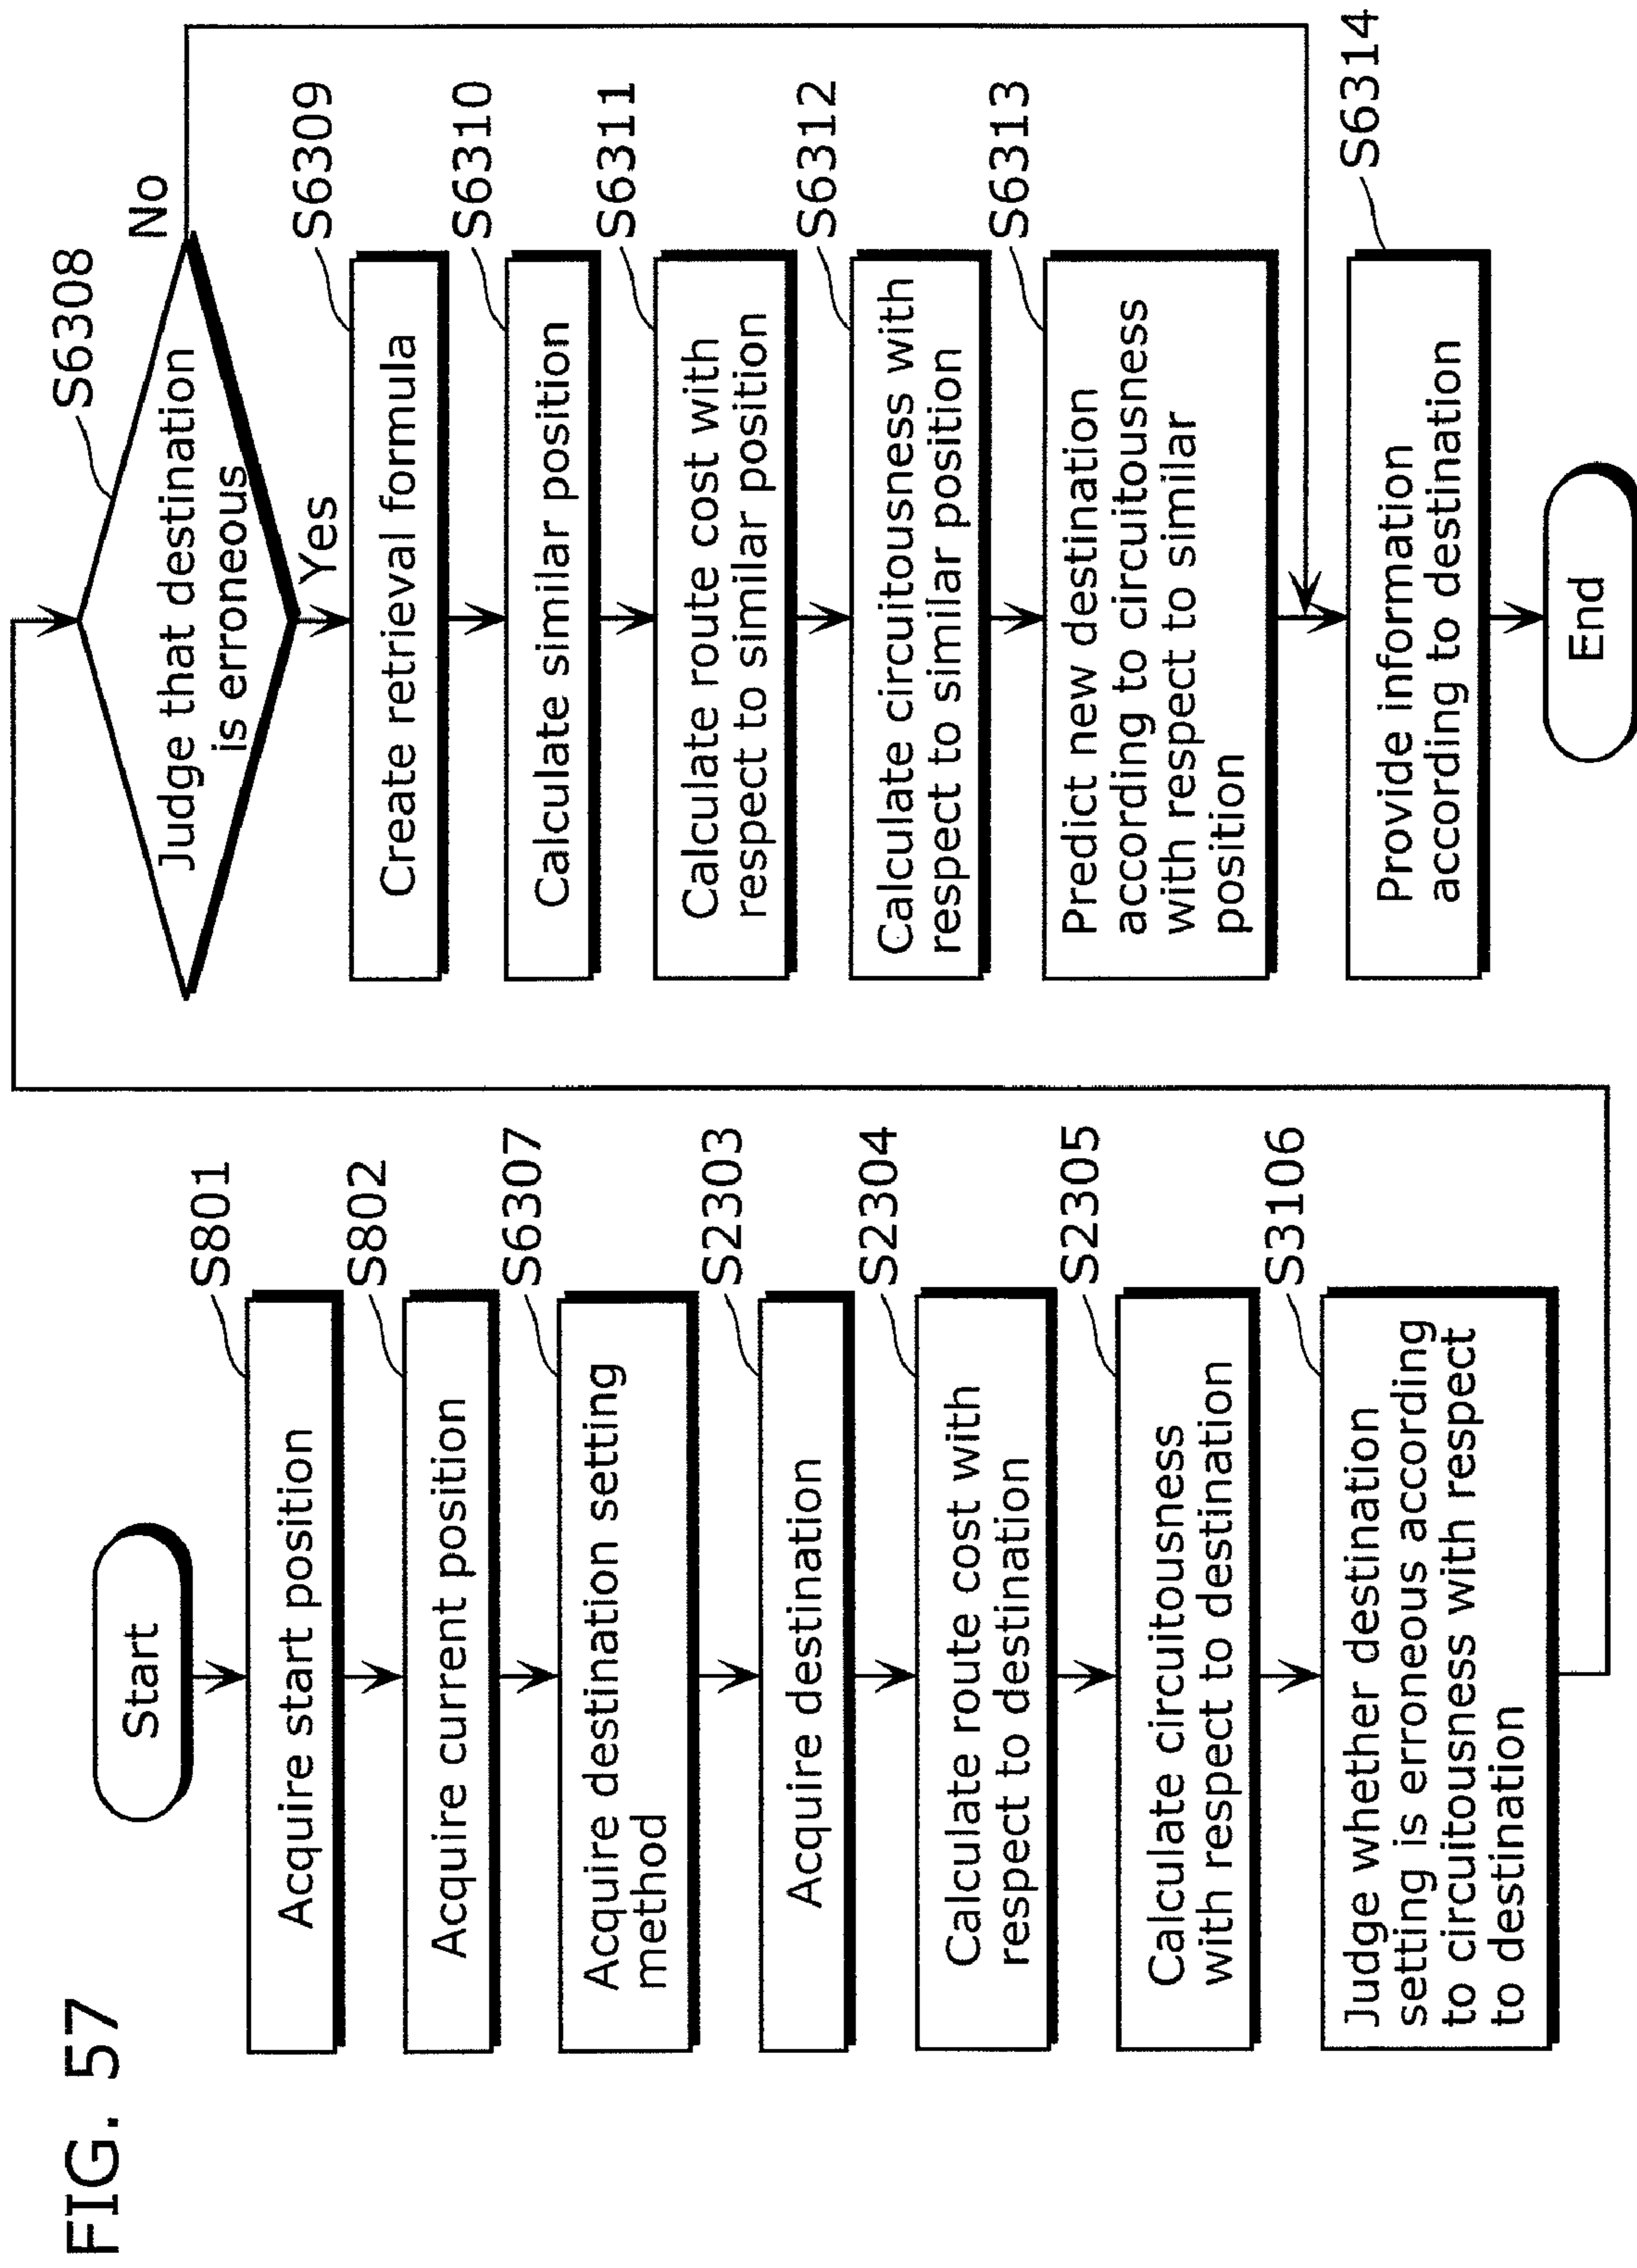 FIG. 57
Start
S801
Acquire start position
S802
Acquire current position
S6307
Acquire destination setting
method
S2303
Acquire destination
S2304
Calculate route cost with
respect to destination
S2305
Calculate circuitousness
with respect to destination
S3106
Judge whether destination
setting is erroneous according
to circuitousness with respect
to destination
S6308
Judge that destination
is erroneous
No
Yes
S6309
Create retrieval formula
S6310
Calculate similar position
S6311
Calculate route cost with
respect to similar position
S6312
Calculate circuitousness with
respect to similar position
S6313
Predict new destination
according to circuitousness
with respect to similar
position
S6314
Provide information
according to destination
End